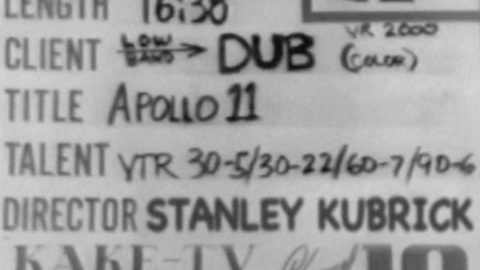 LENGTH 16:30
VR 2000
CLIENT LOW BAND → DUB (COLOR)
TITLE APOLLO 11
TALENT VTR 30-5/30-22/60-7/90-6
DIRECTOR STANLEY KUBRICK
KAKE-TV 10